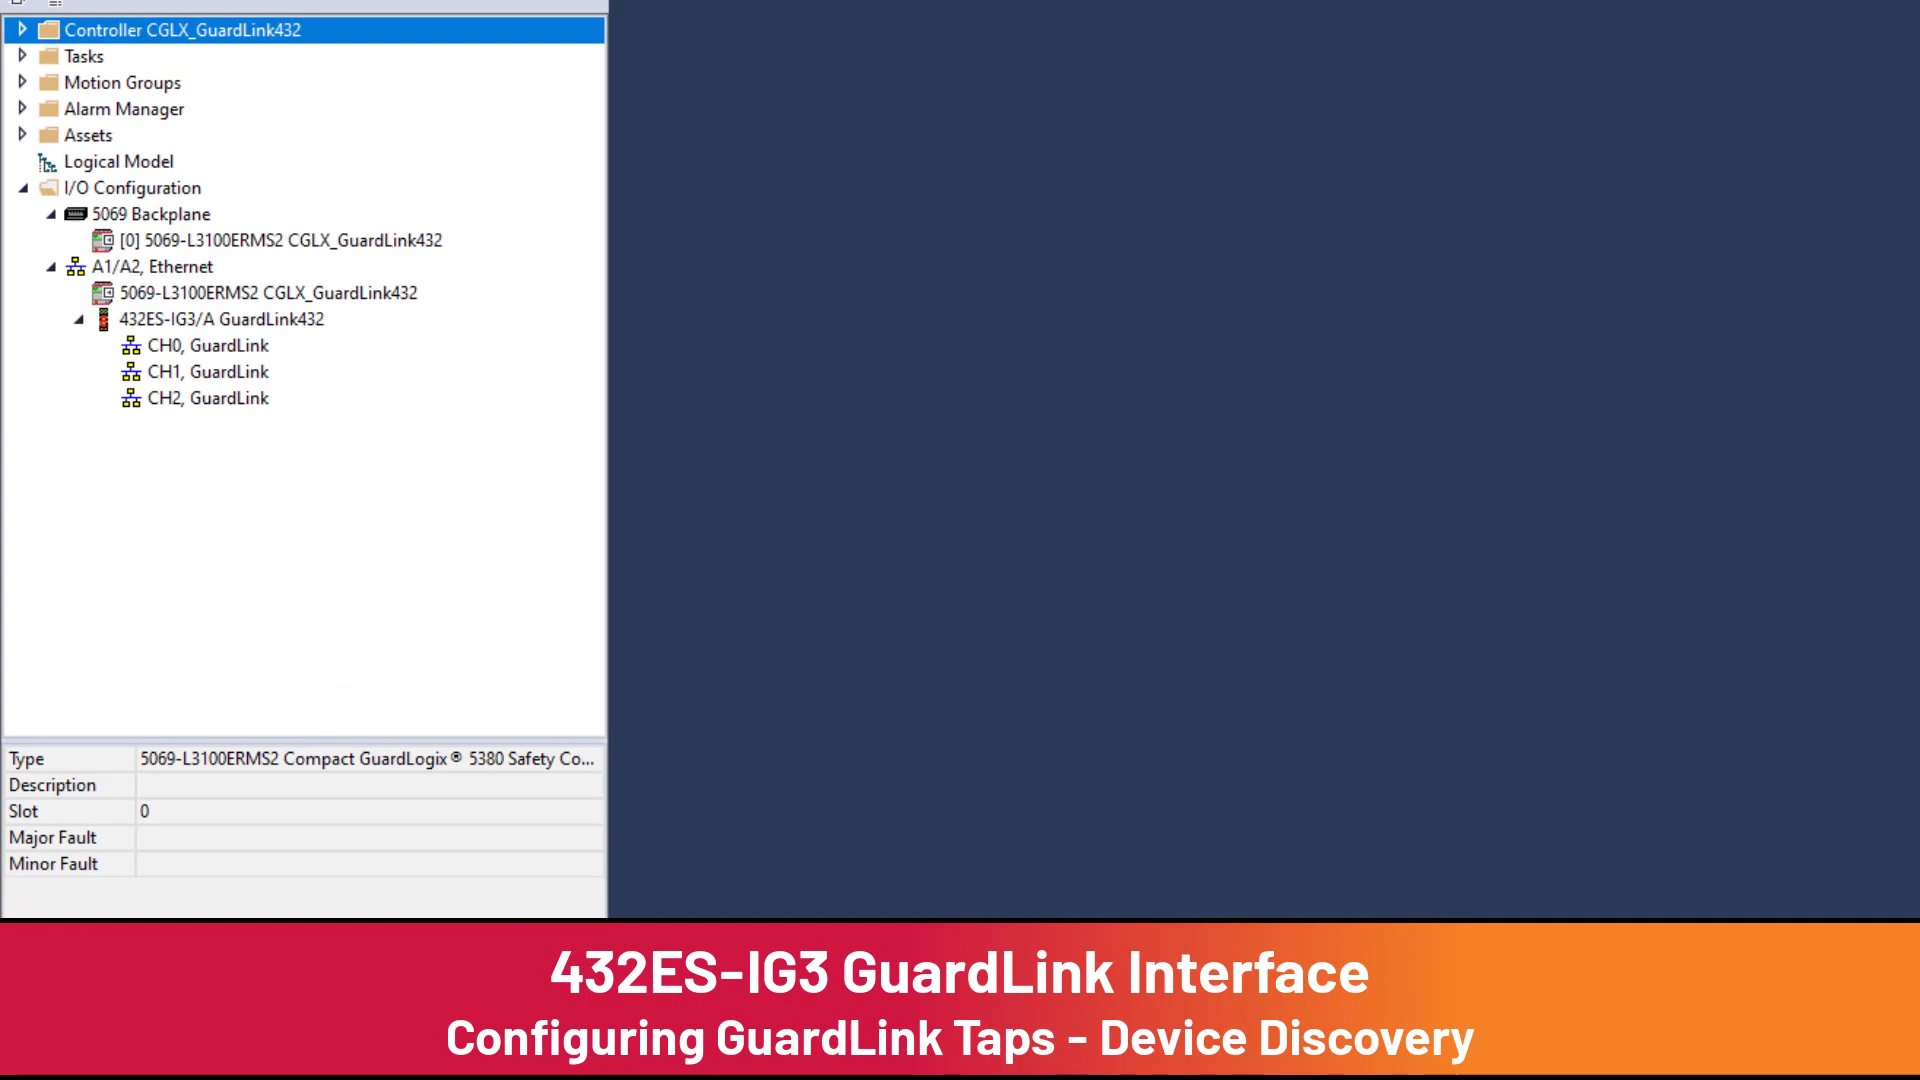 Controller CGLX_GuardLink432
Tasks
Motion Groups
Alarm Manager
Assets
Logical Model
I/O Configuration
5069 Backplane
[0] 5069-L3100ERMS2 CGLX_GuardLink432
A1/A2, Ethernet
5069-L3100ERMS2 CGLX_GuardLink432
432ES-IG3/A GuardLink432
CH0, GuardLink
CH1, GuardLink
CH2, GuardLink
Type 5069-L3100ERMS2 Compact GuardLogix® 5380 Safety Co...
Description
Slot 0
Major Fault
Minor Fault
432ES-IG3 GuardLink Interface
Configuring GuardLink Taps - Device Discovery